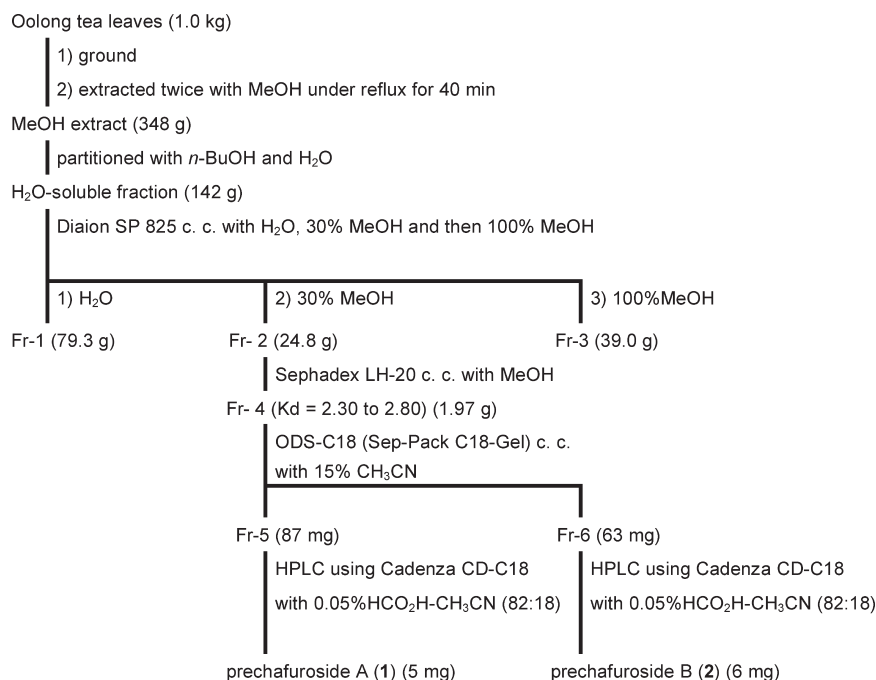 Oolong tea leaves (1.0 kg)
1) ground
2) extracted twice with MeOH under reflux for 40 min
MeOH extract (348 g)
partitioned with n-BuOH and H₂O
H₂O-soluble fraction (142 g)
Diaion SP 825 c. c. with H₂O, 30% MeOH and then 100% MeOH
1) H₂O
2) 30% MeOH
3) 100%MeOH
Fr-1 (79.3 g)
Fr- 2 (24.8 g)
Fr-3 (39.0 g)
Sephadex LH-20 c. c. with MeOH
Fr- 4 (Kd = 2.30 to 2.80) (1.97 g)
ODS-C18 (Sep-Pack C18-Gel) c. c.
with 15% CH₃CN
Fr-5 (87 mg)
Fr-6 (63 mg)
HPLC using Cadenza CD-C18
with 0.05%HCO₂H-CH₃CN (82:18)
HPLC using Cadenza CD-C18
with 0.05%HCO₂H-CH₃CN (82:18)
prechafuroside A (1) (5 mg)
prechafuroside B (2) (6 mg)